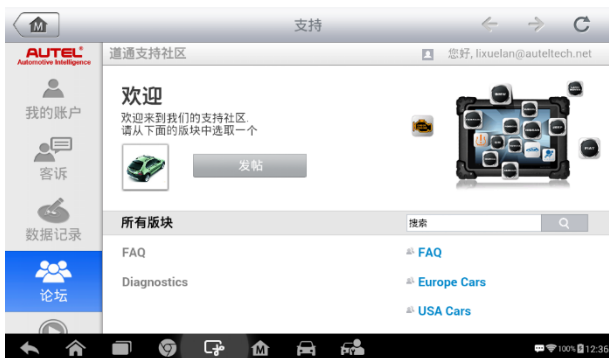 支持
AUTEL
Automotive Intelligence
道通支持社区
您好, lixuelan@auteltech.net
我的账户
客诉
数据记录
论坛
欢迎
欢迎来到我们的支持社区.
请从下面的版块中选取一个
发帖
所有版块
搜索
FAQ
FAQ
Diagnostics
Europe Cars
USA Cars
100%
12:36